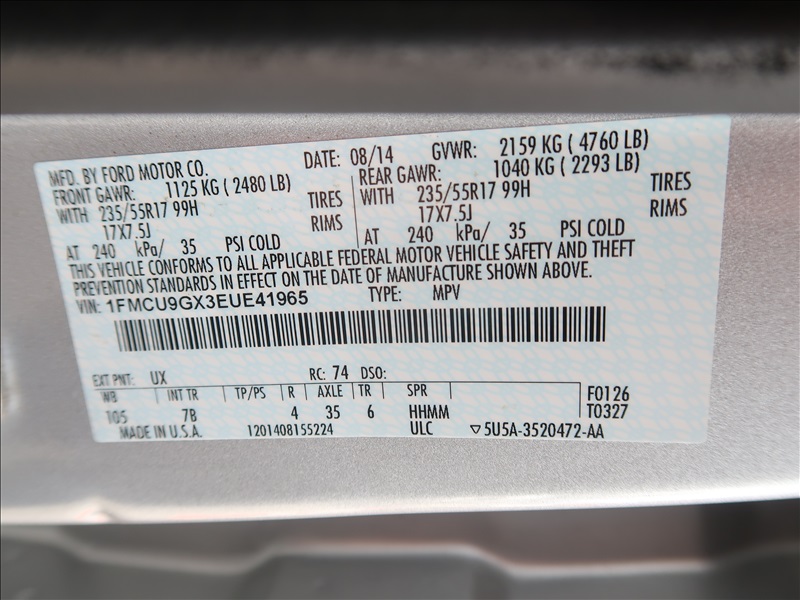 MFD. BY FORD MOTOR CO. DATE: 08/14 GVWR: 2159 KG ( 4760 LB)
FRONT GAWR: 1125 KG ( 2480 LB) REAR GAWR: 1040 KG ( 2293 LB)
WITH 235/55R17 99H TIRES WITH 235/55R17 99H TIRES
17X7.5J RIMS 17X7.5J RIMS
AT 240 kPa/ 35 PSI COLD AT 240 kPa/ 35 PSI COLD
THIS VEHICLE CONFORMS TO ALL APPLICABLE FEDERAL MOTOR VEHICLE SAFETY AND THEFT
PREVENTION STANDARDS IN EFFECT ON THE DATE OF MANUFACTURE SHOWN ABOVE.
VIN: 1FMCU9GX3EUE41965 TYPE: MPV
EXT PNT: UX RC: 74 DSO:
WB INT TR TP/PS R AXLE TR SPR F0126
105 7B 4 35 6 HHMM T0327
MADE IN U.S.A. 1201408155224 ULC ▽5U5A-3520472-AA